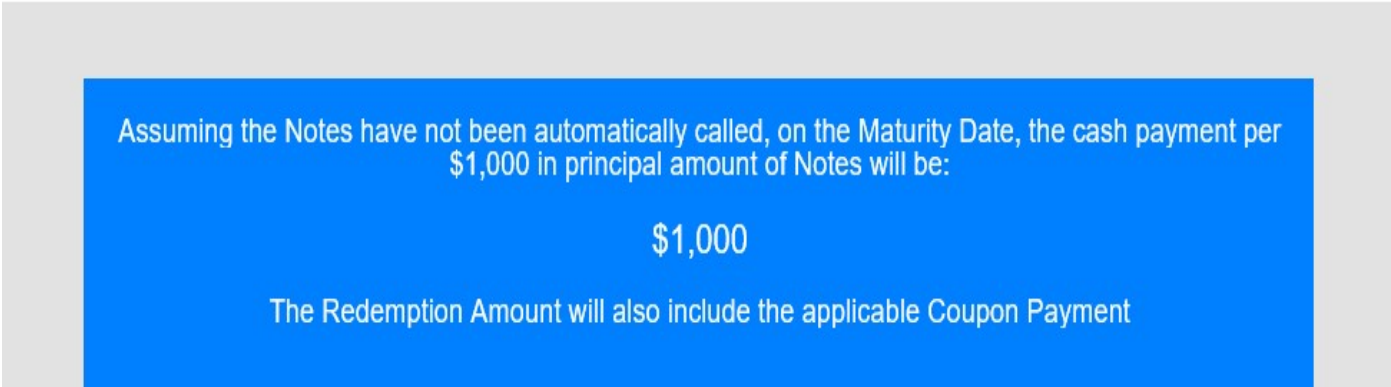 Assuming the Notes have not been automatically called, on the Maturity Date, the cash payment per
$1,000 in principal amount of Notes will be:
$1,000
The Redemption Amount will also include the applicable Coupon Payment